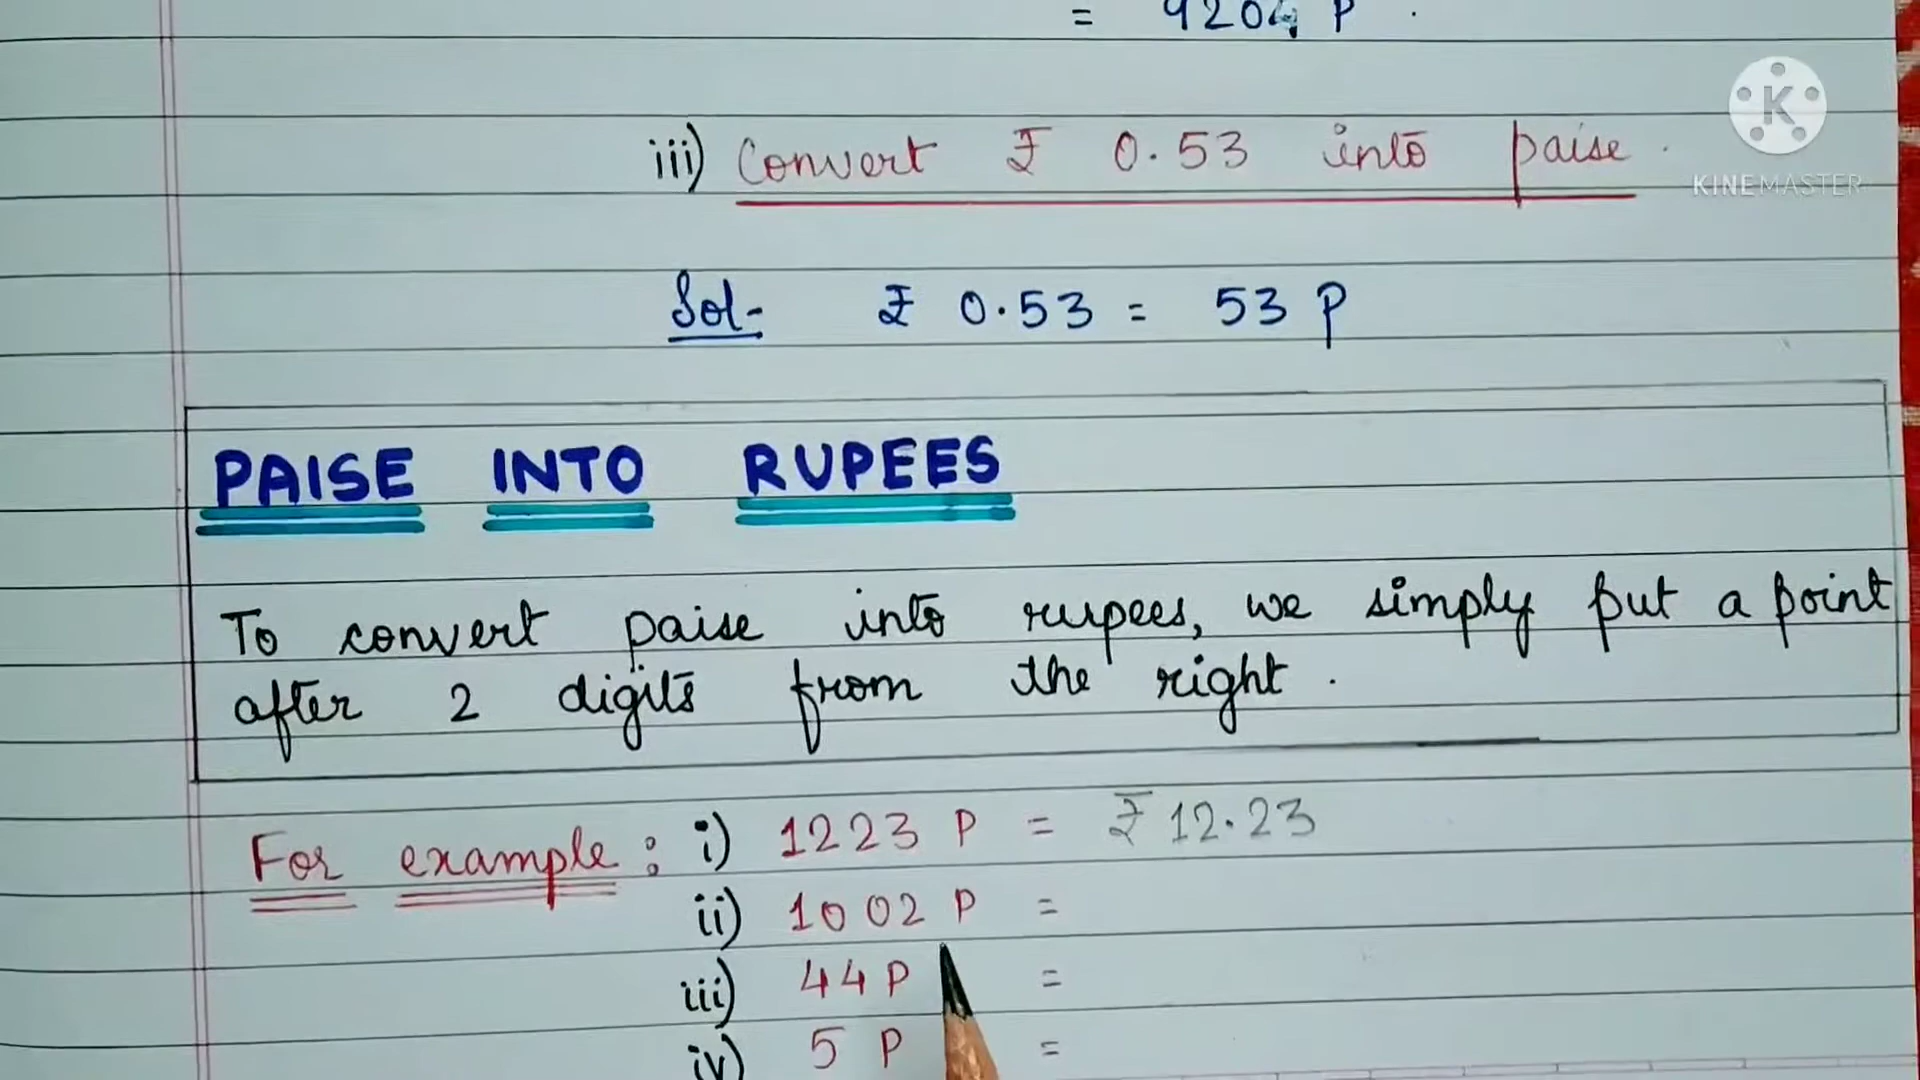 = 9204 P .
iii) Convert ₹ 0.53 into paise .
KINEMASTER
Sol- ₹ 0.53 = 53 P
PAISE INTO RUPEES
To convert paise into rupees, we simply put a point
after 2 digits from the right .
For example : i) 1223 P = ₹ 12.23
ii) 1002 P =
iii) 44 P =
iv) 5 P =